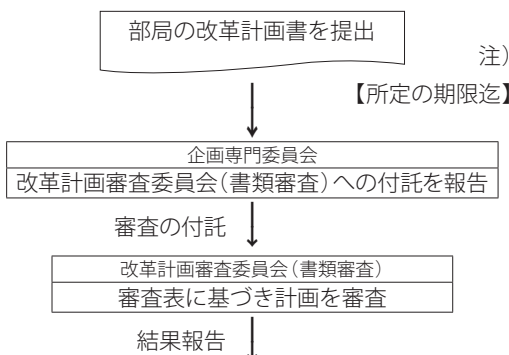 部局の改革計画書を提出
注)
【所定の期限迄】
企画専門委員会
改革計画審査委員会(書類審査)への付託を報告
審査の付託
改革計画審査委員会(書類審査)
審査表に基づき計画を審査
結果報告